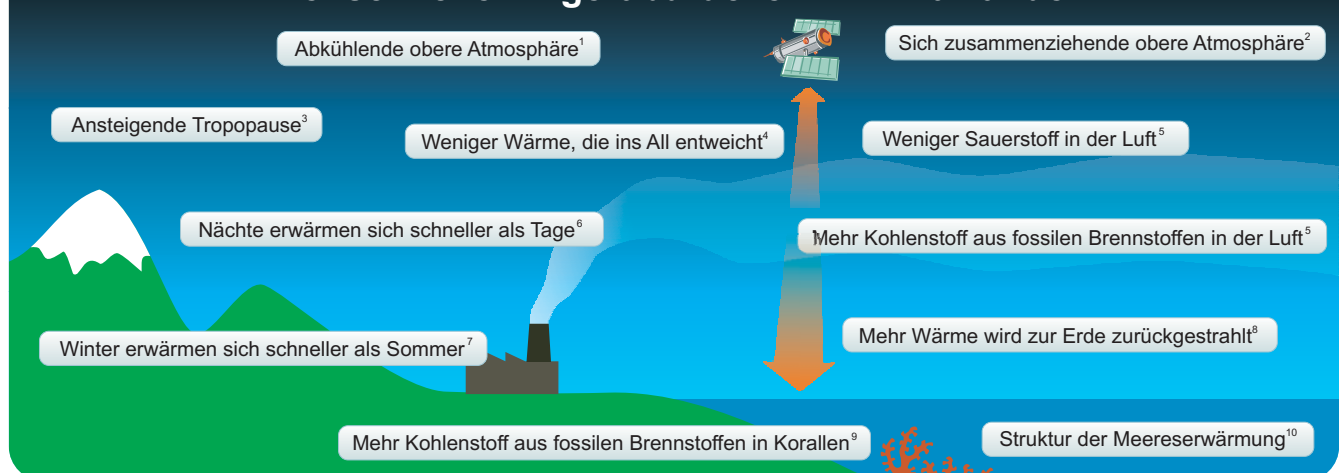 Abkühlende obere Atmosphäre¹
Sich zusammenziehende obere Atmosphäre²
Ansteigende Tropopause³
Weniger Wärme, die ins All entweicht⁴
Weniger Sauerstoff in der Luft⁵
Nächte erwärmen sich schneller als Tage⁶
Mehr Kohlenstoff aus fossilen Brennstoffen in der Luft⁵
Winter erwärmen sich schneller als Sommer⁷
Mehr Wärme wird zur Erde zurückgestrahlt⁸
Mehr Kohlenstoff aus fossilen Brennstoffen in Korallen⁹
Struktur der Meereserwärmung¹⁰